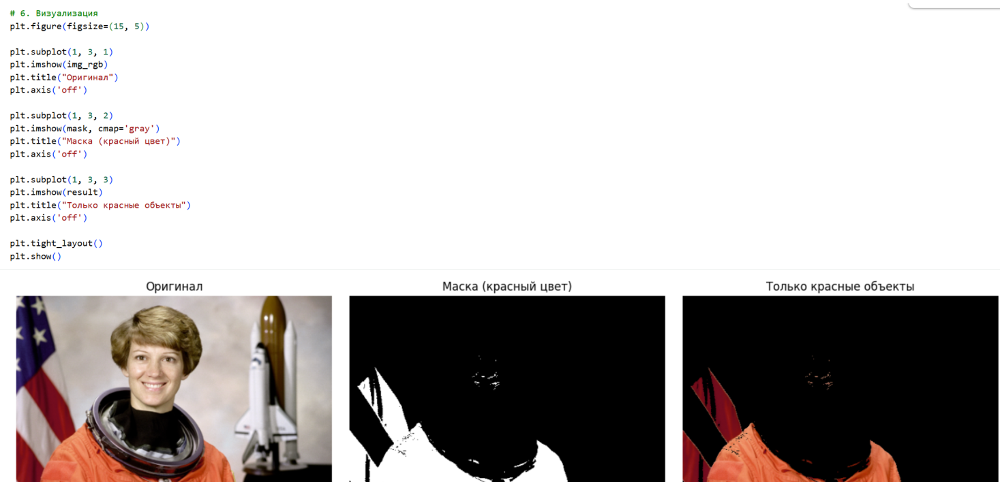 # 6. Визуализация
plt.figure(figsize=(15, 5))
plt.subplot(1, 3, 1)
plt.imshow(img_rgb)
plt.title("Оригинал")
plt.axis('off')
plt.subplot(1, 3, 2)
plt.imshow(mask, cmap='gray')
plt.title("Маска (красный цвет)")
plt.axis('off')
plt.subplot(1, 3, 3)
plt.imshow(result)
plt.title("Только красные объекты")
plt.axis('off')
plt.tight_layout()
plt.show()
Оригинал
Маска (красный цвет)
Только красные объекты